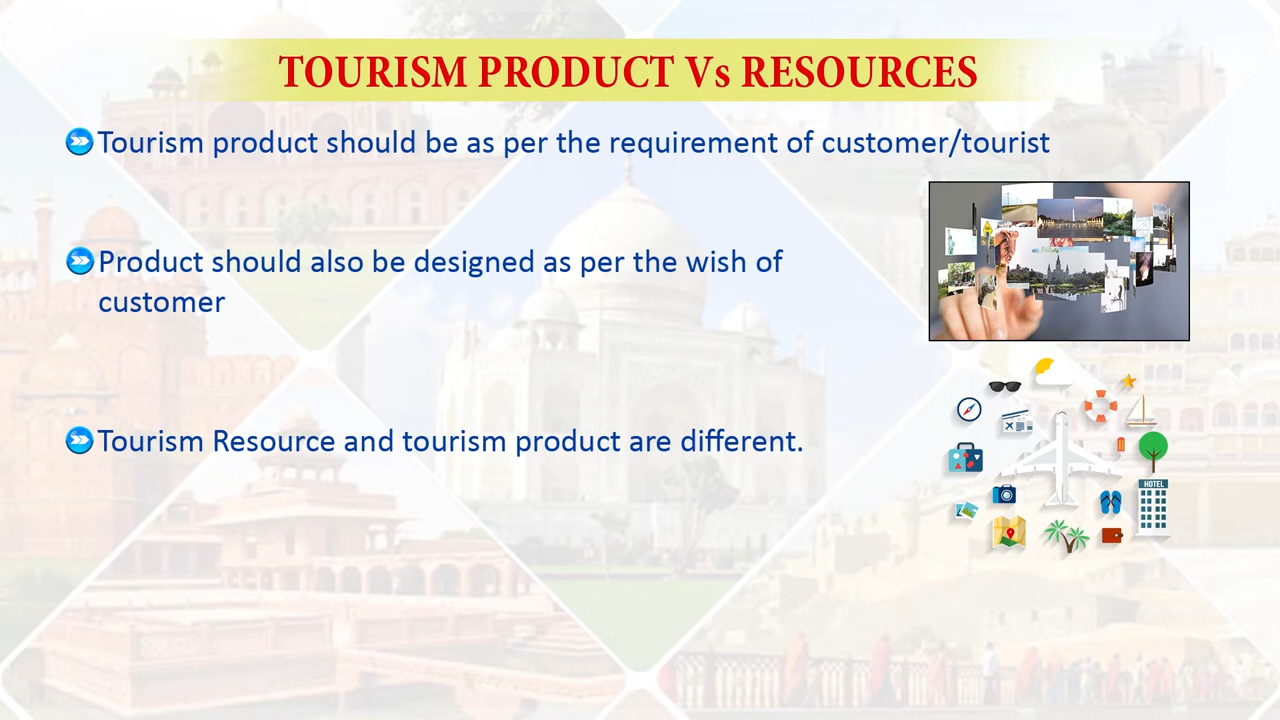 TOURISM PRODUCT Vs RESOURCES
Tourism product should be as per the requirement of customer/tourist
Product should also be designed as per the wish of
customer
Tourism Resource and tourism product are different.
HOTEL